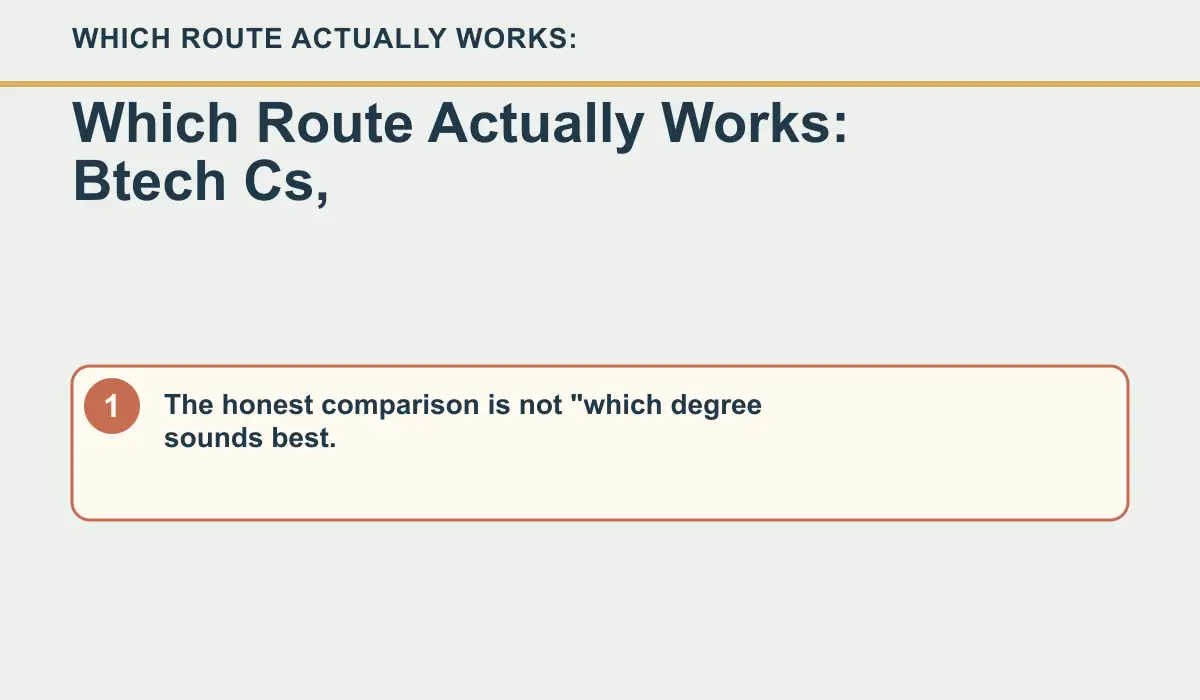 WHICH ROUTE ACTUALLY WORKS:
Which Route Actually Works:
Btech Cs,
1
The honest comparison is not "which degree
sounds best.